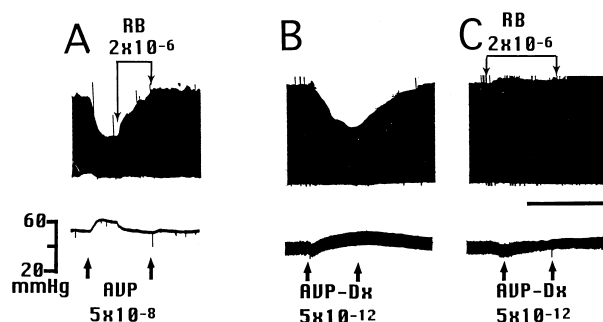 A
RB
2x10-6
B
C
RB
2x10-6
60
20
mmHg
AVP
5x10-8
AVP-Dx
5x10-12
AVP-Dx
5x10-12